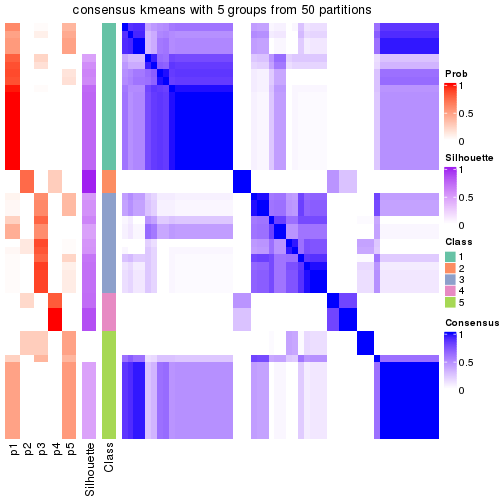 consensus kmeans with 5 groups from 50 partitions
Prob
1
0.5
0
Silhouette
1
0.5
0
Class
1
2
3
4
5
Consensus
1
0.5
0
p1
p2
p3
p4
p5
Silhouette
Class